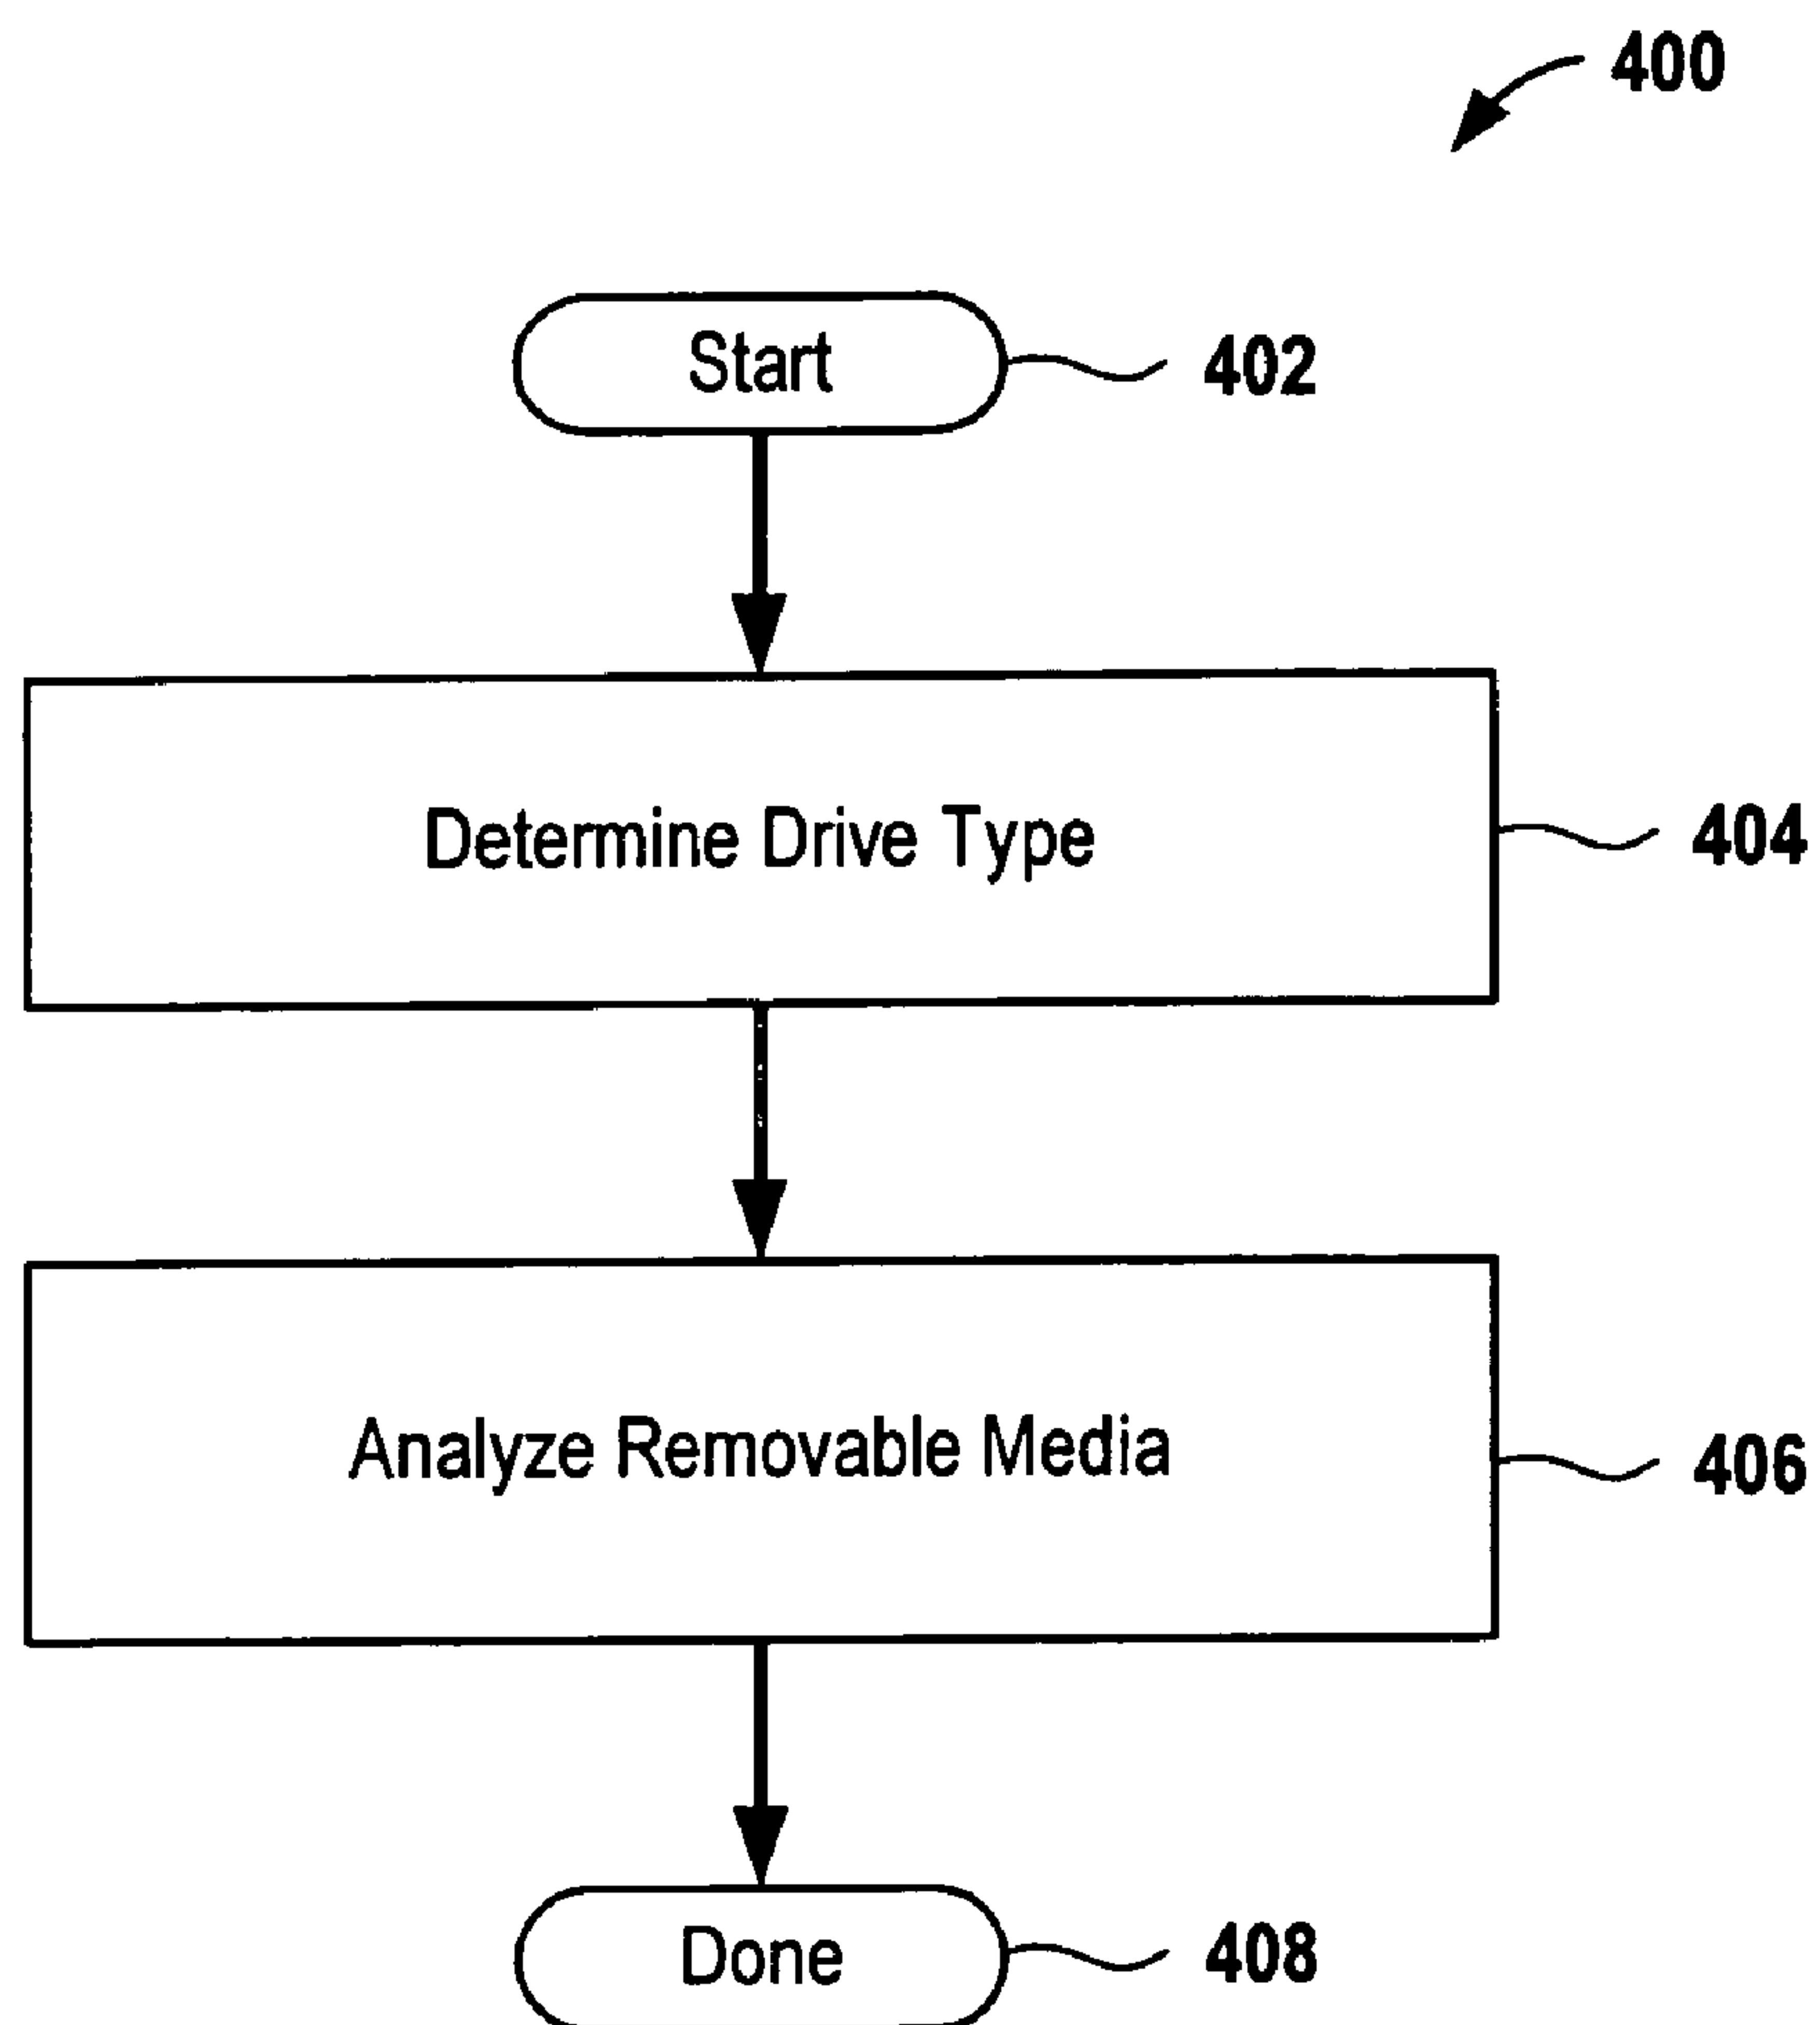 400
Start 402
Determine Drive Type 404
Analyze Removable Media 406
Done 408